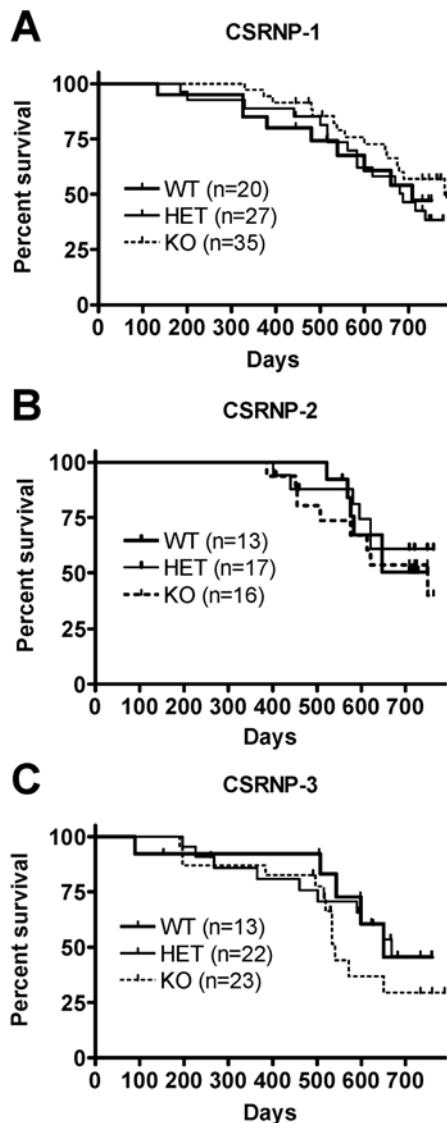 A
CSRNP-1
Percent survival
100
75
50
25
0
WT (n=20)
HET (n=27)
KO (n=35)
0 100 200 300 400 500 600 700
Days
B
CSRNP-2
Percent survival
100
75
50
25
0
WT (n=13)
HET (n=17)
KO (n=16)
0 100 200 300 400 500 600 700
Days
C
CSRNP-3
Percent survival
100
75
50
25
0
WT (n=13)
HET (n=22)
KO (n=23)
0 100 200 300 400 500 600 700
Days